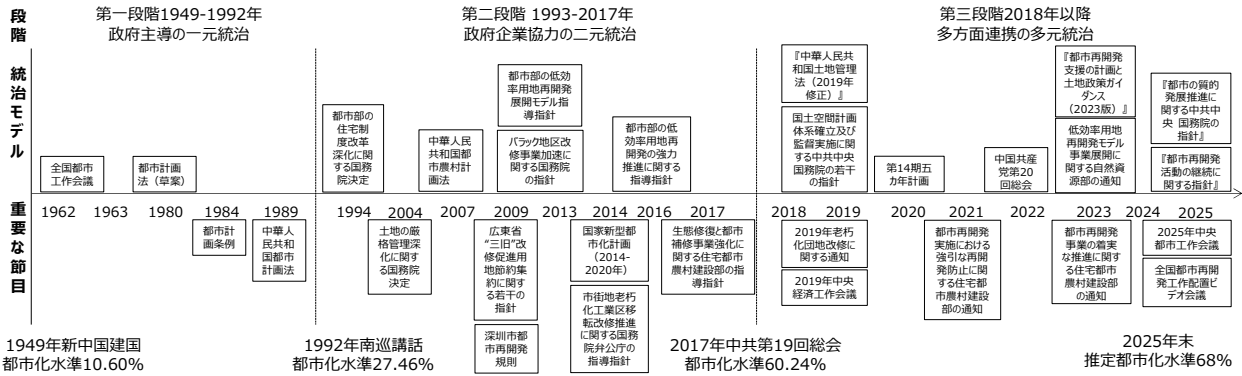 段階
第一段階1949-1992年
政府主導の一元統治
第二段階 1993-2017年
政府企業協力の二元統治
第三段階2018年以降
多方面連携の多元統治
統治モデル
全国都市
工作会議
都市計画
法（草案）
都市部の
住宅制
度改革
深化に関
する国務
院決定
中華人民
共和国都
市農村計
画法
都市部の低効
率用地再開発
展開モデル指
導指針
バラック地区改
修事業加速に
関する国務院
の指針
都市部の低
効率用地再
開発の強力
推進に関する
指導指針
『中華人民共
和国土地管理
法（2019年
修正）』
国土空間計画
体系確立及び
監督実施に関
する中共中央
国務院の若干
の指針
第14期五
カ年計画
中国共産
党第20
回総会
『都市再開発
支援の計画と
土地政策ガイ
ダンス
（2023版）』
低効率用地
再開発モデル
事業展開に
関する自然資
源部の通知
『都市の質的
発展推進に
関する中共中
央 国務院の
指針』
『都市再開発
活動の継続に
関する指針』
1962
1963
1980
1984
1989
1994
2004
2007
2009
2013
2014
2016
2017
2018
2019
2020
2021
2022
2023
2024
2025
重要な節目
都市計
画条例
中華人
民共和
国都市
計画法
土地の厳
格管理深
化に関す
る国務院
決定
広東省
“三旧”改
修促進用
地節約集
約に関す
る若干の
指針
深圳市都
市再開発
規則
国家新型都
市化計画
（2014-
2020年）
市街地老朽
化工業区移
転改修推進
に関する国務
院弁公庁の
指導指針
生態修復と都市
補修事業強化に
関する住宅都市
農村建設部の指
導指針
2019年老朽
化団地改修に
関する通知
2019年中央
経済工作会議
都市再開発
実施における
強引な再開
発防止に関
する住宅都
市農村建設
部の通知
都市再開発
事業の着実
な推進に関
する住宅都市
農村建設部
の通知
2025年中央
都市工作会議
全国都市再開
発工作配置ビ
デオ会議
1949年新中国建国
都市化水準10.60%
1992年南巡講話
都市化水準27.46%
2017年中共第19回総会
都市化水準60.24%
2025年末
推定都市化水準68%